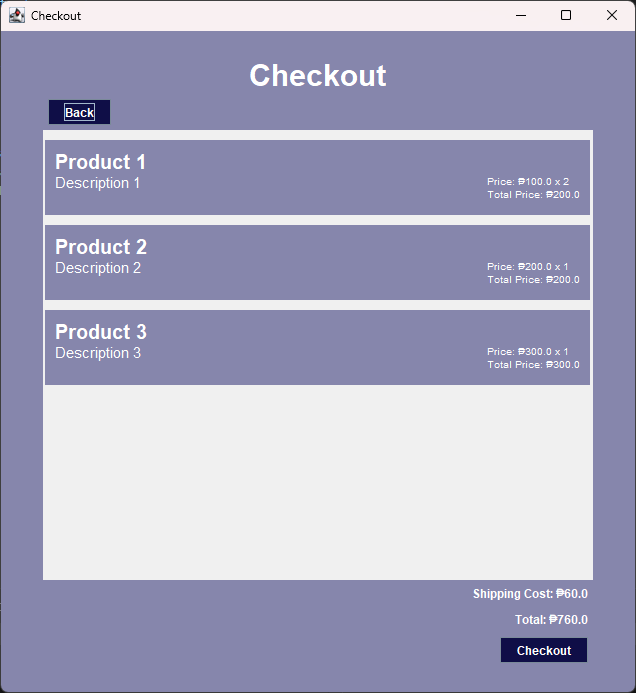 Checkout
Checkout
Back
Product 1
Description 1
Price: ₱100.0 x 2
Total Price: ₱200.0
Product 2
Description 2
Price: ₱200.0 x 1
Total Price: ₱200.0
Product 3
Description 3
Price: ₱300.0 x 1
Total Price: ₱300.0
Shipping Cost: ₱60.0
Total: ₱760.0
Checkout